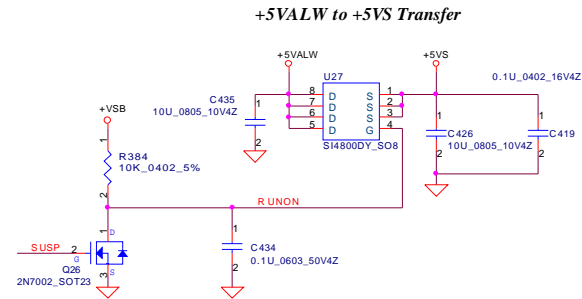 +5VALW to +5VS Transfer
+5VALW
+5VS
U27
0.1U_0402_16V4Z
8 D S 1
7 D S 2
6 D S 3
5 D G 4
SI4800DY_SO8
C435
10U_0805_10V4Z
1
2
1
C426
10U_0805_10V4Z
2
1
C419
2
+VSB
1
R384
10K_0402_5%
2
RUNON
1
D
SUSP
2
G
Q26
S
3
2N7002_SOT23
1
C434
0.1U_0603_50V4Z
2